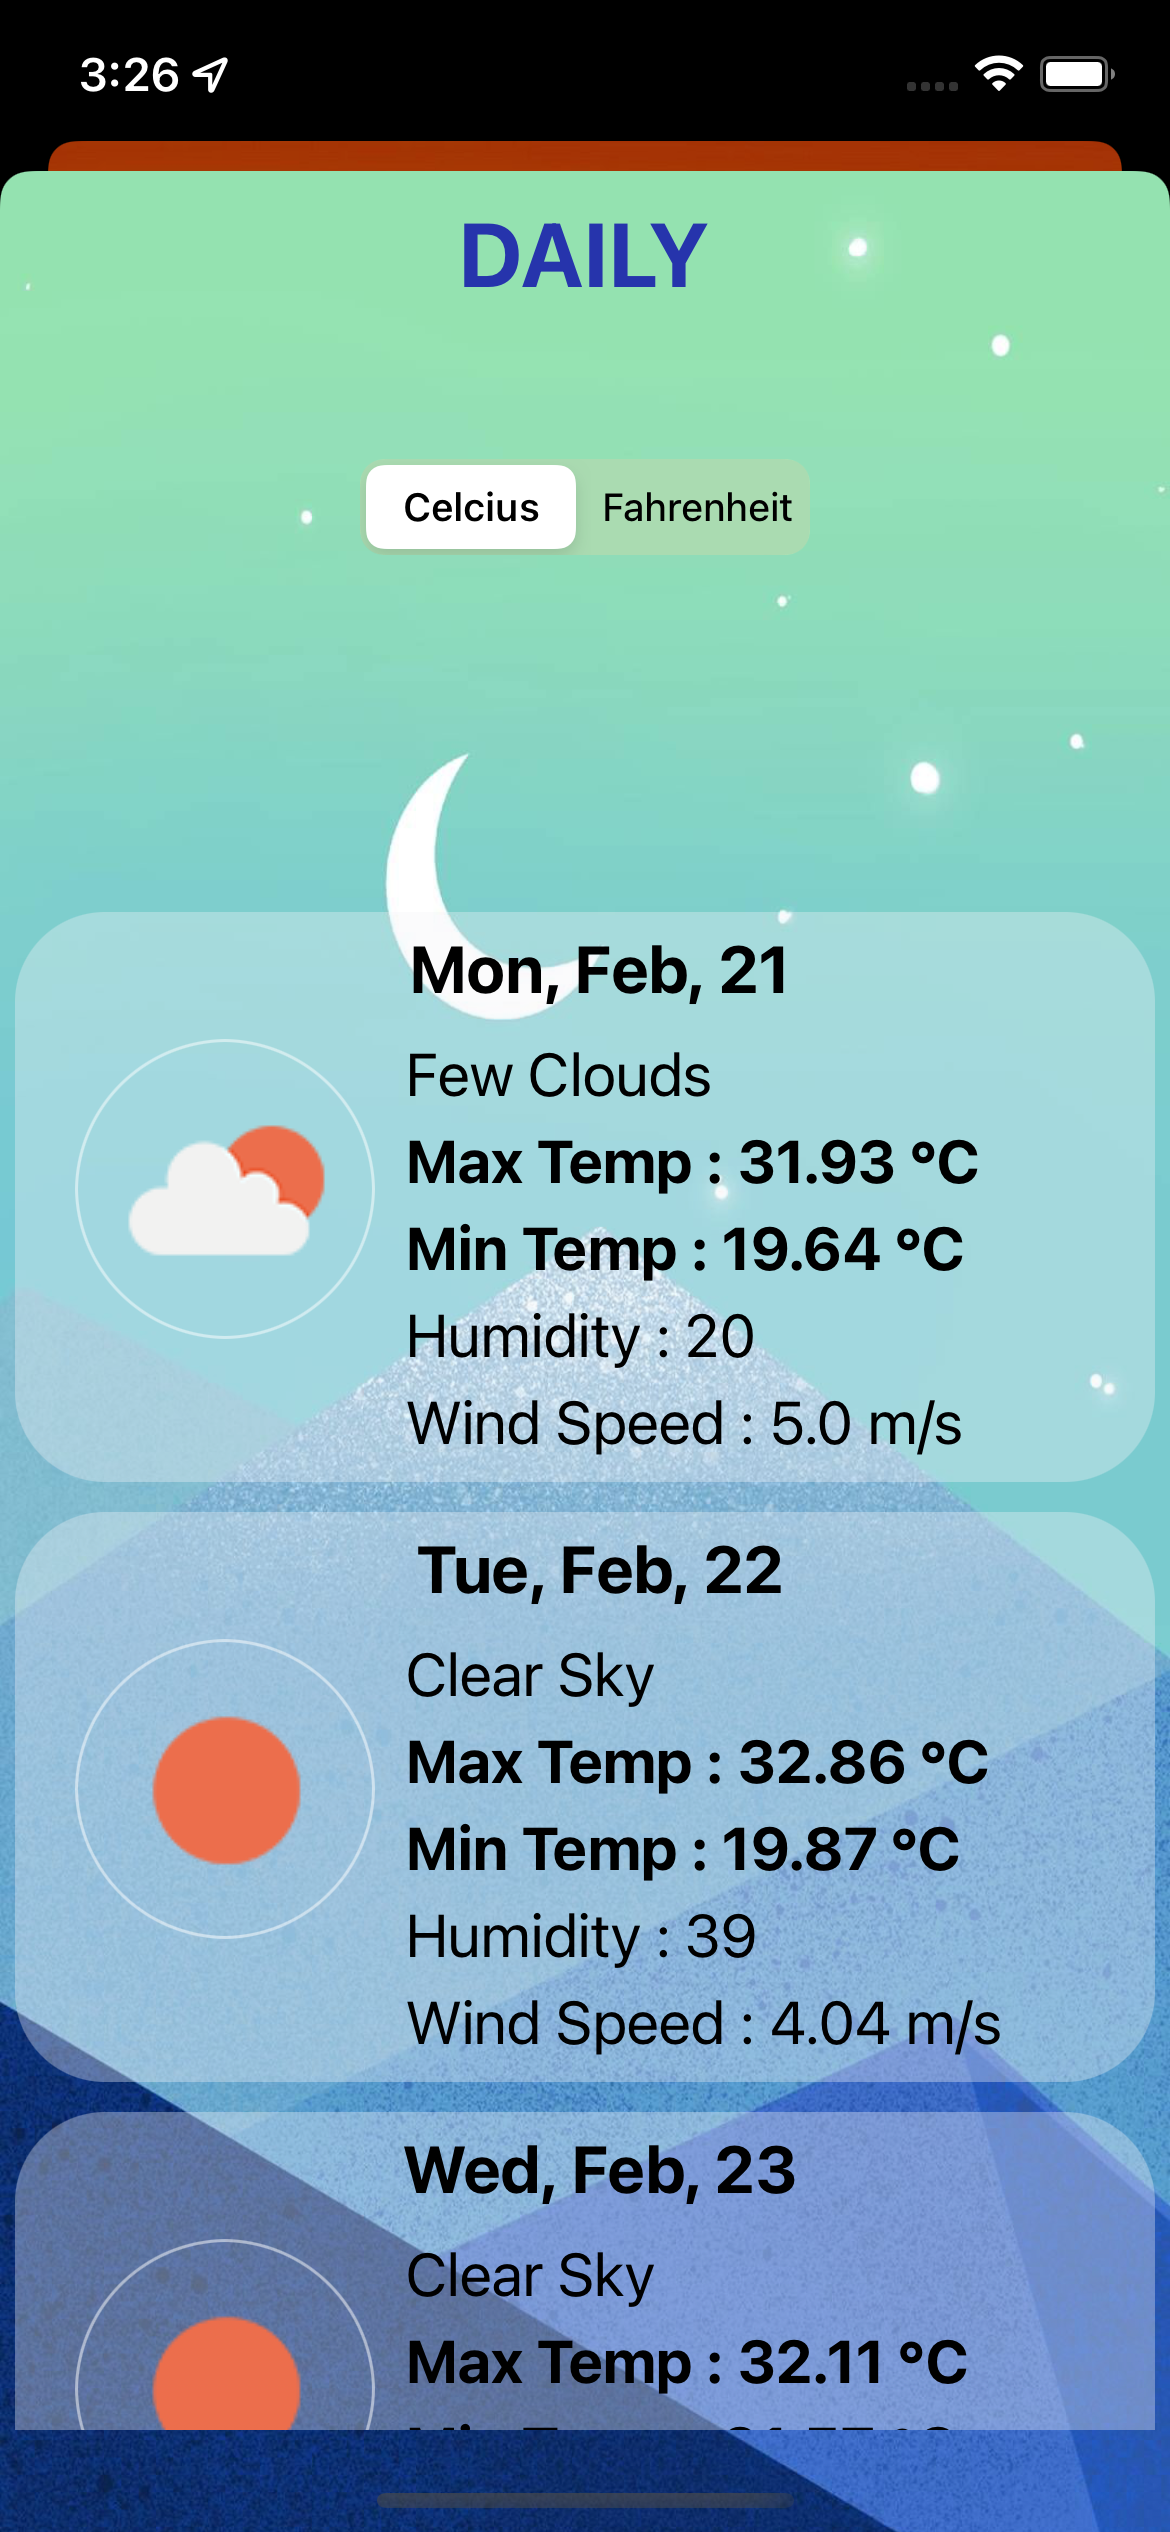 3:26
DAILY
Celcius Fahrenheit
Mon, Feb, 21
Few Clouds
Max Temp : 31.93 °C
Min Temp : 19.64 °C
Humidity : 20
Wind Speed : 5.0 m/s
Tue, Feb, 22
Clear Sky
Max Temp : 32.86 °C
Min Temp : 19.87 °C
Humidity : 39
Wind Speed : 4.04 m/s
Wed, Feb, 23
Clear Sky
Max Temp : 32.11 °C